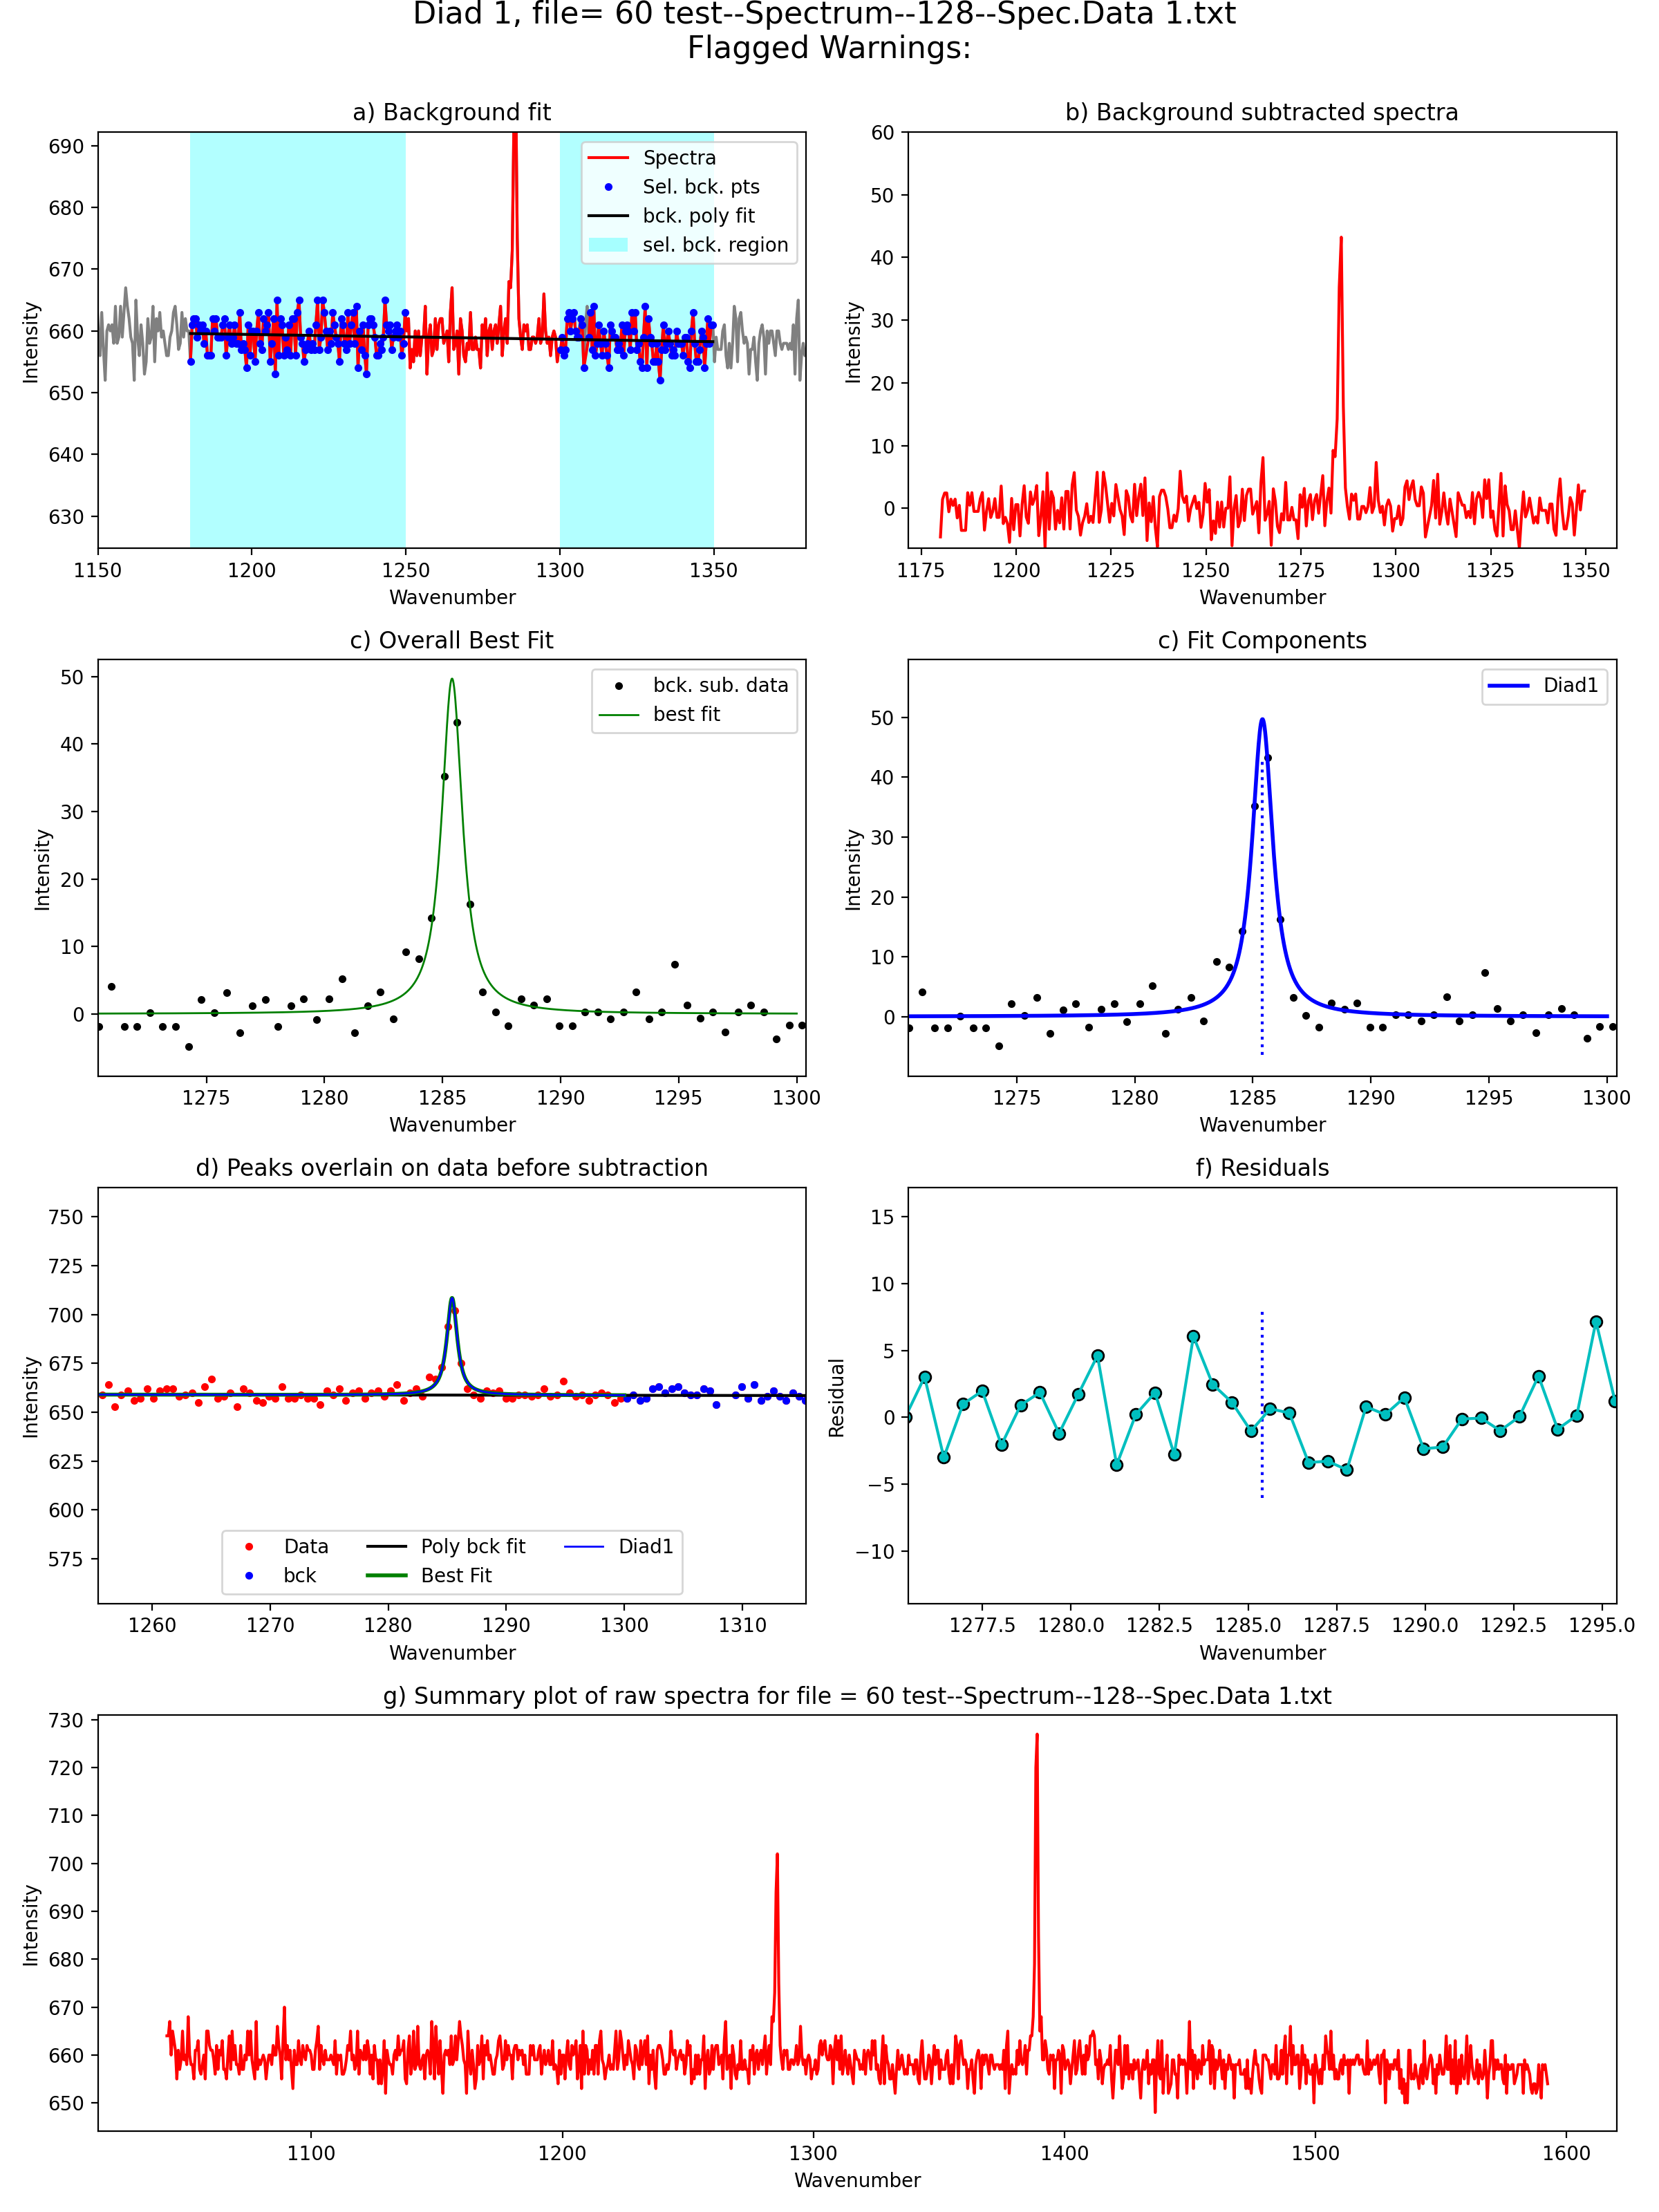 Diad 1, file= 60 test--Spectrum--128--Spec.Data 1.txt
Flagged Warnings:
a) Background fit
690
680
670
660
650
640
630
1150 1200 1250 1300 1350
Intensity
Wavenumber
Spectra
Sel. bck. pts
bck. poly fit
sel. bck. region
b) Background subtracted spectra
60
50
40
30
20
10
0
1175 1200 1225 1250 1275 1300 1325 1350
Intensity
Wavenumber
c) Overall Best Fit
50
40
30
20
10
0
1275 1280 1285 1290 1295 1300
Intensity
Wavenumber
bck. sub. data
best fit
c) Fit Components
50
40
30
20
10
0
1275 1280 1285 1290 1295 1300
Intensity
Wavenumber
Diad1
d) Peaks overlain on data before subtraction
750
725
700
675
650
625
600
575
1260 1270 1280 1290 1300 1310
Intensity
Wavenumber
Data Poly bck fit Diad1
bck Best Fit
f) Residuals
15
10
5
0
−5
−10
1277.5 1280.0 1282.5 1285.0 1287.5 1290.0 1292.5 1295.0
Residual
Wavenumber
g) Summary plot of raw spectra for file = 60 test--Spectrum--128--Spec.Data 1.txt
730
720
710
700
690
680
670
660
650
1100 1200 1300 1400 1500 1600
Intensity
Wavenumber